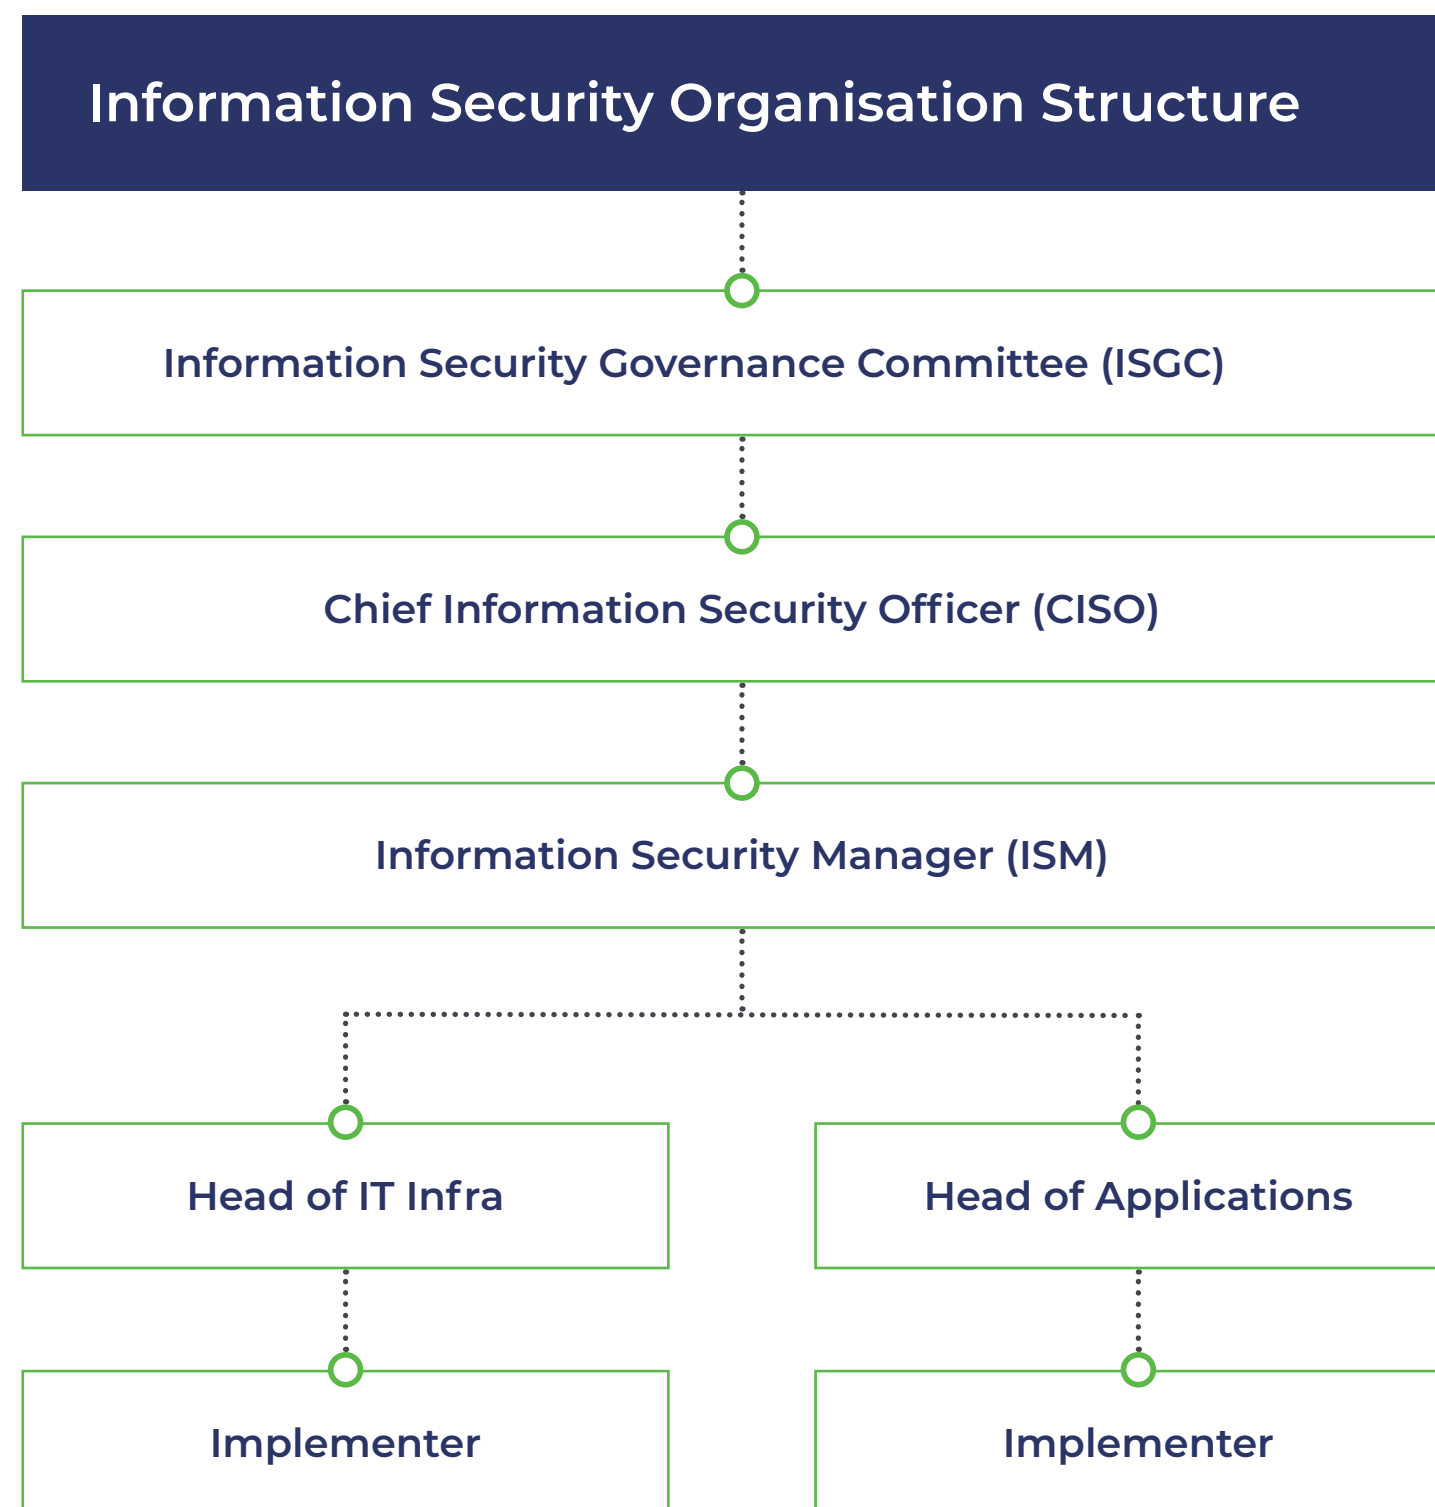 Information Security Organisation Structure
Information Security Governance Committee (ISGC)
Chief Information Security Officer (CISO)
Information Security Manager (ISM)
Head of IT Infra
Head of Applications
Implementer
Implementer